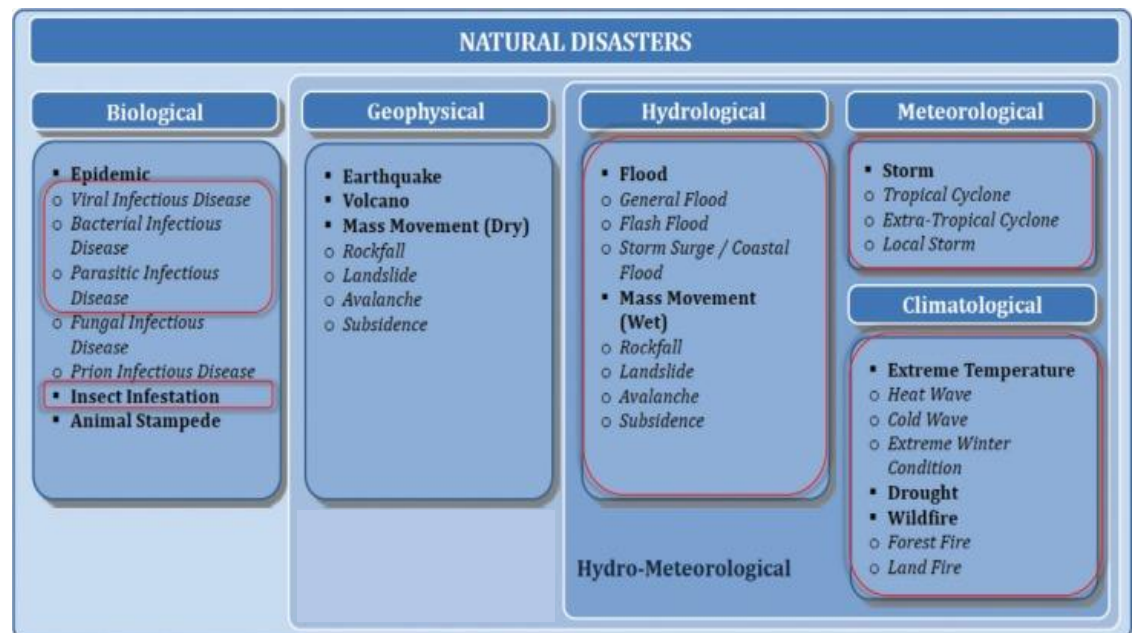 NATURAL DISASTERS
Biological
▪ Epidemic
o Viral Infectious Disease
o Bacterial Infectious
Disease
o Parasitic Infectious
Disease
o Fungal Infectious
Disease
o Prion Infectious Disease
▪ Insect Infestation
▪ Animal Stampede
Geophysical
▪ Earthquake
▪ Volcano
▪ Mass Movement (Dry)
o Rockfall
o Landslide
o Avalanche
o Subsidence
Hydrological
▪ Flood
o General Flood
o Flash Flood
o Storm Surge / Coastal
Flood
▪ Mass Movement
(Wet)
o Rockfall
o Landslide
o Avalanche
o Subsidence
Meteorological
▪ Storm
o Tropical Cyclone
o Extra-Tropical Cyclone
o Local Storm
Climatological
▪ Extreme Temperature
o Heat Wave
o Cold Wave
o Extreme Winter
Condition
▪ Drought
▪ Wildfire
o Forest Fire
o Land Fire
Hydro-Meteorological